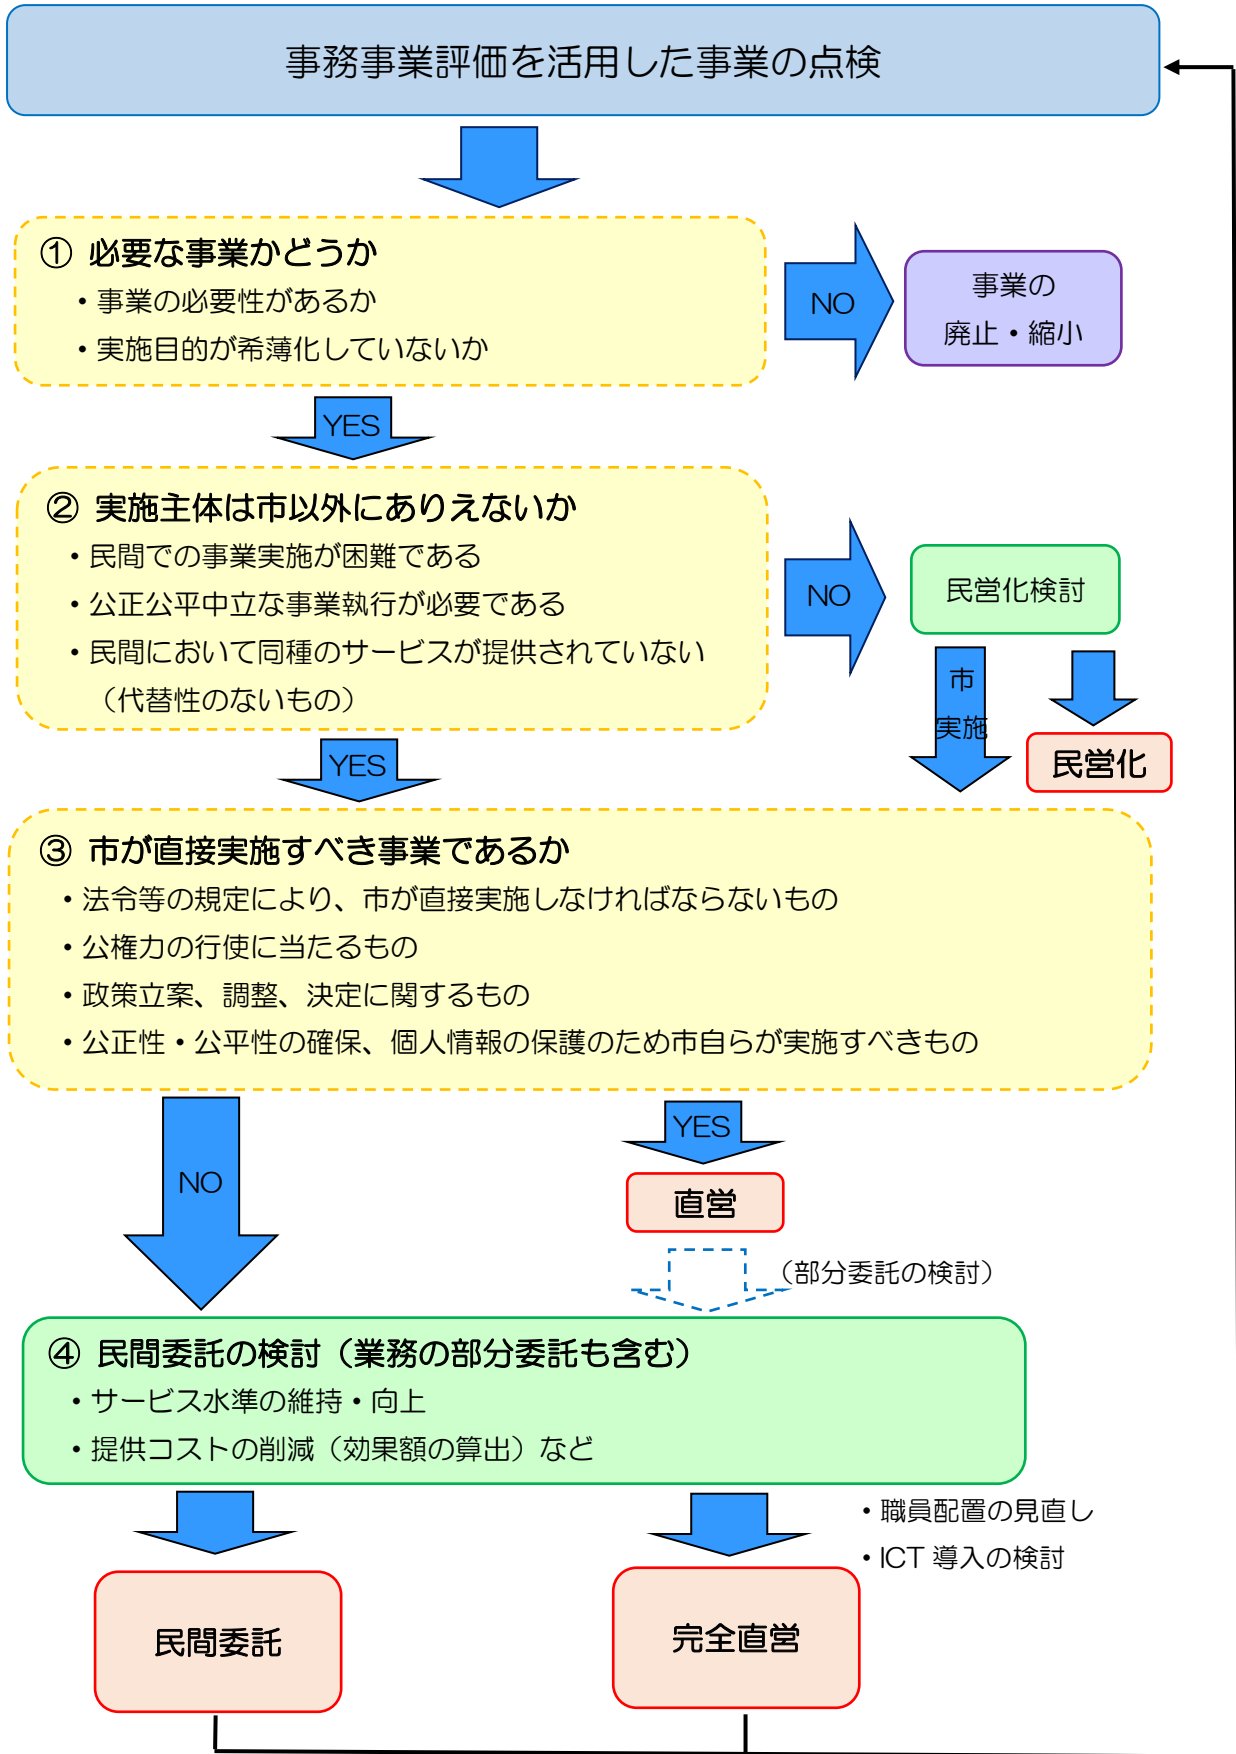 事務事業評価を活用した事業の点検
① 必要な事業かどうか
・事業の必要性があるか
・実施目的が希薄化していないか
NO
事業の
廃止・縮小
YES
② 実施主体は市以外にありえないか
・民間での事業実施が困難である
・公正公平中立な事業執行が必要である
・民間において同種のサービスが提供されていない
（代替性のないもの）
NO
民営化検討
市
実施
民営化
YES
③ 市が直接実施すべき事業であるか
・法令等の規定により、市が直接実施しなければならないもの
・公権力の行使に当たるもの
・政策立案、調整、決定に関するもの
・公正性・公平性の確保、個人情報の保護のため市自らが実施すべきもの
NO
YES
直営
（部分委託の検討）
④ 民間委託の検討（業務の部分委託も含む）
・サービス水準の維持・向上
・提供コストの削減（効果額の算出）など
・職員配置の見直し
・ICT 導入の検討
民間委託
完全直営